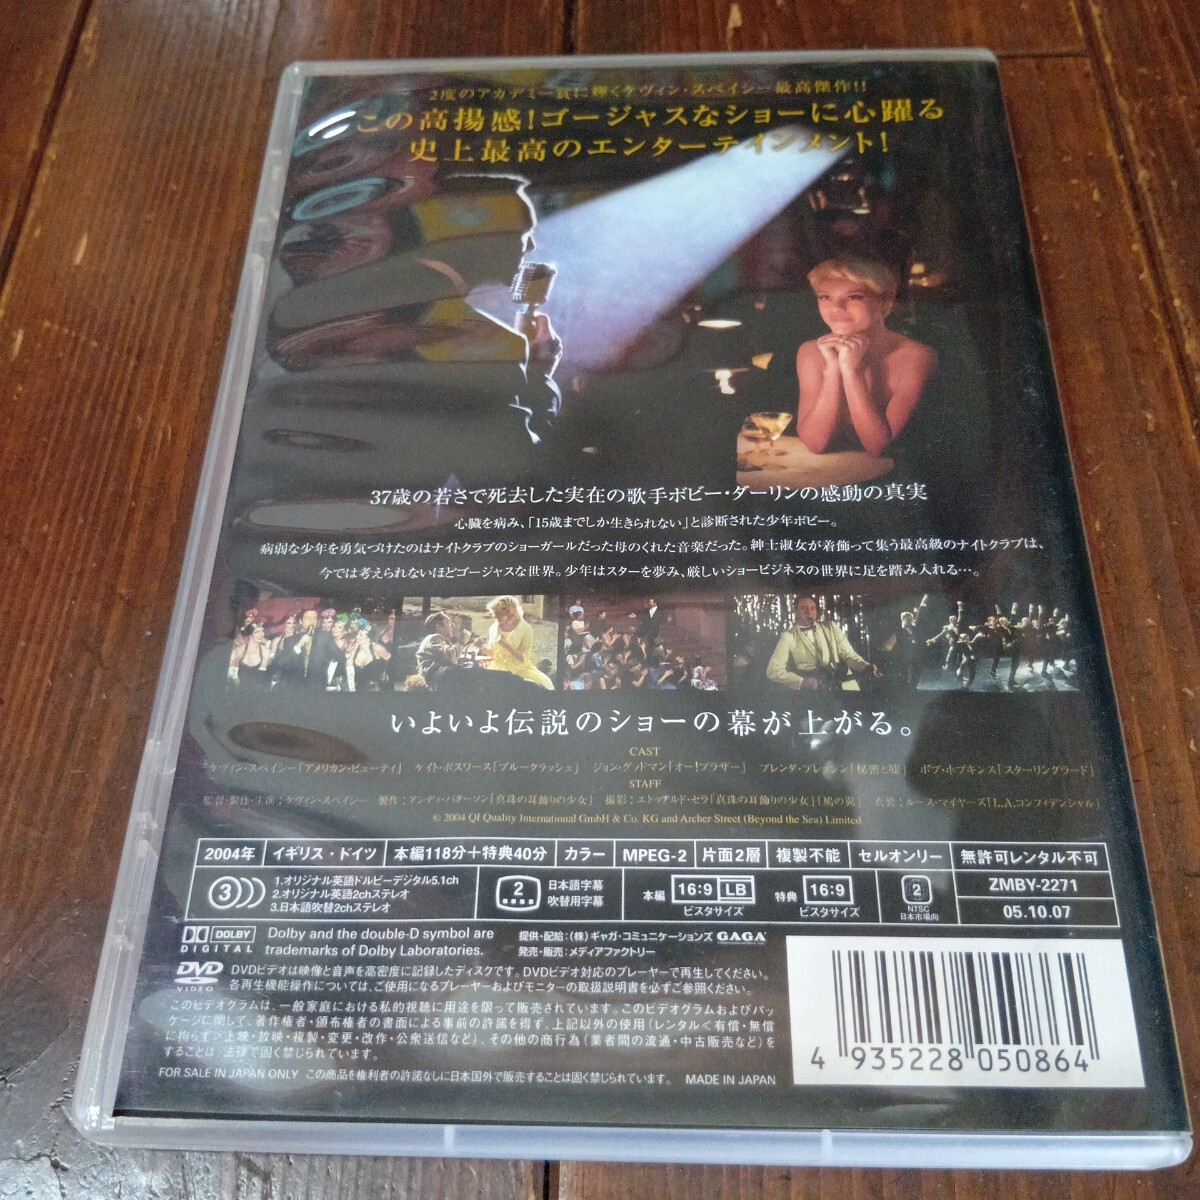 2度のアカデミー賞に輝くケヴィン・スペイシー最高傑作!!
この高揚感!ゴージャスなショーに心躍る
史上最高のエンターテインメント!
37歳の若さで死去した実在の歌手ボビー・ダーリンの感動の真実
心臓を病み、「15歳までしか生きられない」と診断された少年ボビー。
病弱な少年を勇気づけたのはナイトクラブのショーガールだった母のくれた音楽だった。紳士淑女が着飾って集う最高級のナイトクラブは、
今では考えられないほどゴージャスな世界。少年はスターを夢み、厳しいショービジネスの世界に足を踏み入れる…。
いよいよ伝説のショーの幕が上がる。
CAST
ケヴィン・スペイシー「アメリカン・ビューティ」 ケイト・ボスワース「ブルークラッシュ」 ジョン・グッドマン「オー!ブラザー」 ブレンダ・ブレッシン「秘密と嘘」 ボブ・ホプキンス「スターリングラード」
STAFF
監督・製作・主演:ケヴィン・スペイシー 製作:アンディ・パターソン「真珠の耳飾りの少女」 撮影:エドゥアルド・セラ「真珠の耳飾りの少女」「鳩の翼」 衣装:ルース・マイヤーズ「L.A.コンフィデンシャル」
© 2004 QI Quality International GmbH & Co. KG and Archer Street (Beyond the Sea) Limited
2004年 イギリス・ドイツ 本編118分+特典40分 カラー MPEG-2 片面2層 複製不能 セルオンリー 無許可レンタル不可
3 1.オリジナル英語ドルビーデジタル5.1ch
2.オリジナル英語2chステレオ
3.日本語吹替2chステレオ
2 日本語字幕
吹替用字幕
本編 16:9 LB ビスタサイズ
特典 16:9 ビスタサイズ
2 NTSC 日本市場向
ZMBY-2271
05.10.07
DOLBY DIGITAL
Dolby and the double-D symbol are
trademarks of Dolby Laboratories.
提供・配給:(株)ギャガ・コミュニケーションズ GAGA
発売・販売:メディアファクトリー
DVD VIDEO
DVDビデオは映像と音声を高密度に記録したディスクです。DVDビデオ対応のプレーヤーで再生してください。
各再生機能操作については、ご使用になるプレーヤーおよびモニターの取扱説明書を必ずご参照ください。
このビデオグラムは、一般家庭における私的視聴に用途を限って販売されています。このビデオグラムおよびパッ
ケージに関して、著作権者・頒布権者の書面による事前の許諾を得ず、上記以外の使用(レンタル<有償・無償
に拘らず>上映・放映・複製・変更・改作・公衆送信など)、その他の商行為(業者間の流通・中古販売など)を
することは、法律で固く禁じられています。
FOR SALE IN JAPAN ONLY この商品を権利者の許諾なしに日本国外で販売することは固く禁じられています。 MADE IN JAPAN
4 935228 050864